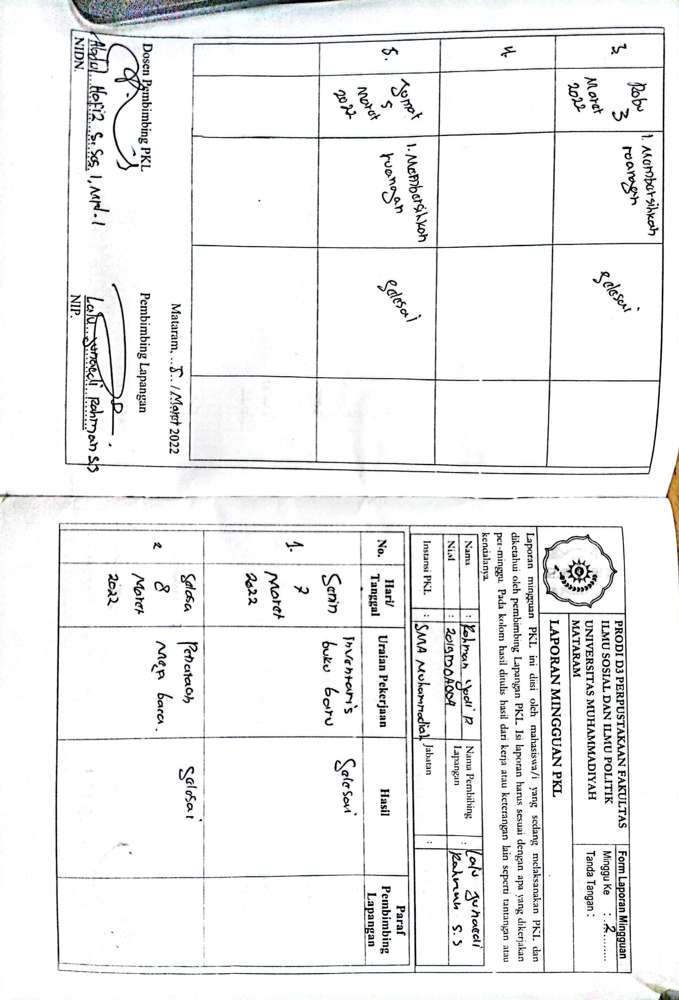 3.
Rabu
3
Maret
2022
1. Membersihkan
ruangan
selesai
4.
5.
Jumat
5
Maret
2022
1. Membersihkan
ruangan
selesai
Mataram, ..5../Maret 2022
Dosen Pembimbing PKL
Pembimbing Lapangan
Abdul Hafiz S. Sos. I, M.Pd. I
Lalu Junaedi Rahman S.S
NIDN.
NIP.
PRODI D3 PERPUSTAKAAN FAKULTAS
ILMU SOSIAL DAN ILMU POLITIK
UNIVERSITAS MUHAMMADIYAH
MATARAM
Form Laporan Mingguan
Minggu Ke : 2
Tanda Tangan :
LAPORAN MINGGUAN PKL
Laporan mingguan PKL ini diisi oleh mahasiswa/i yang sedang melaksanakan PKL dan
diketahui oleh pembimbing Lapangan PKL. Isi laporan harus sesuai dengan apa yang dikerjakan
per-minggu. Pada kolom hasil ditulis hasil dari kerja atau keterangan lain seperti tantangan atau
kendalanya.
Nama : Rohman Yadi R
Nama Pembibing
Lapangan : Lalu Junaedi
Rahman S.S
NIM :
Instansi PKL : SMA Muhammadiah
Jabatan :
No.
Hari/
Tanggal
Uraian Pekerjaan
Hasil
Paraf
Pembimbing
Lapangan
1.
Senin
7
Maret
2022
Inventaris
buku baru
Selesai
2
Selasa
8
Maret
2022
Penataan
Meja baca.
selesai